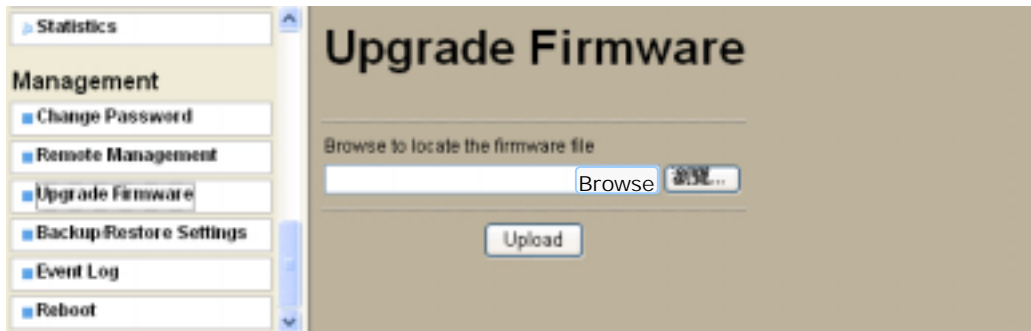 Statistics
Management
Change Password
Remote Management
Upgrade Firmware
Backup/Restore Settings
Event Log
Reboot
Upgrade Firmware
Browse to locate the firmware file
Browse 瀏覽...
Upload